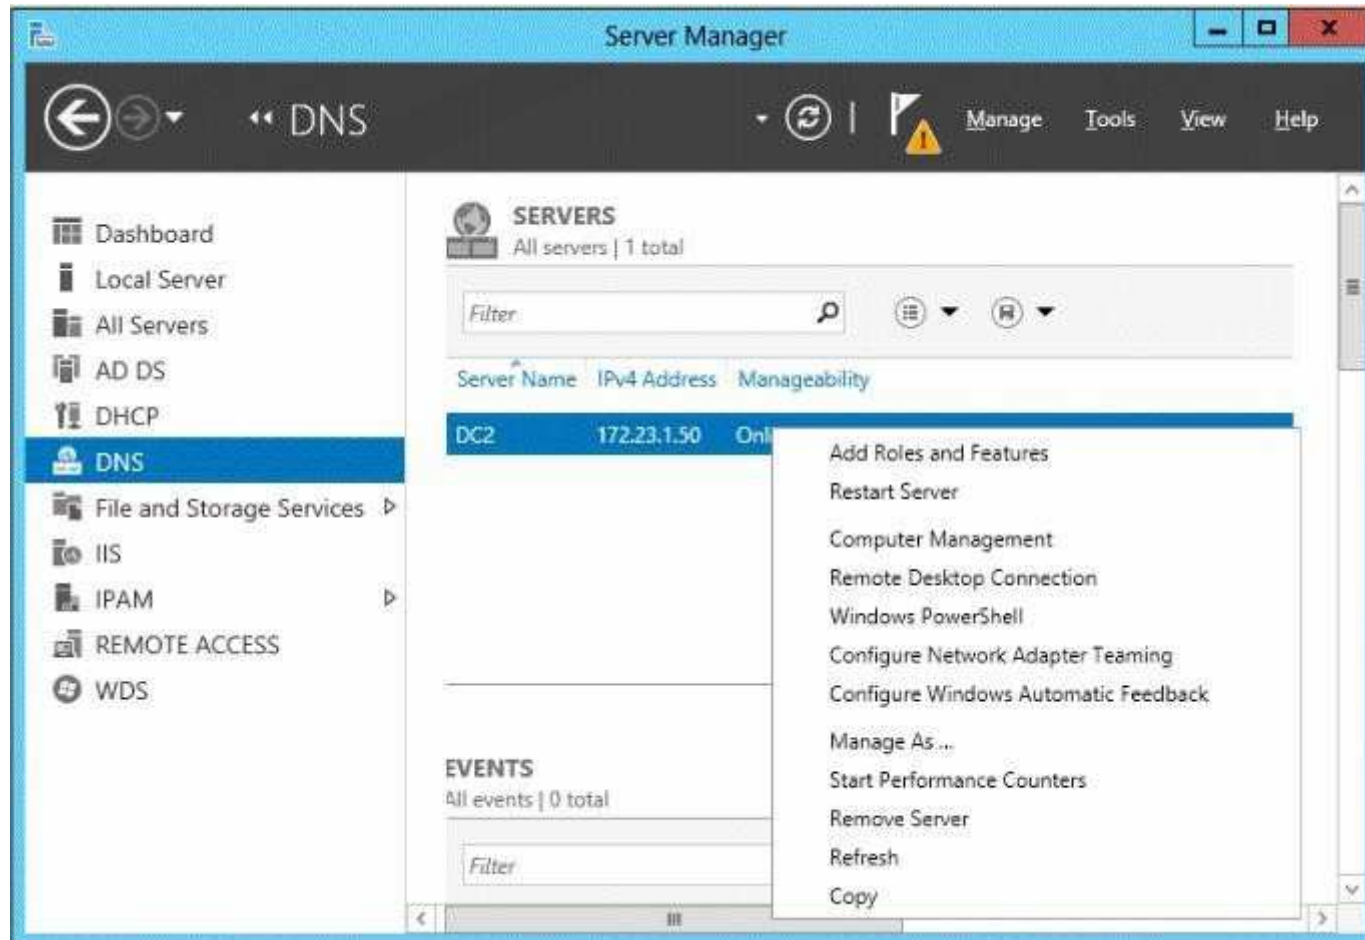 Server Manager
DNS
Manage Tools View Help
Dashboard
Local Server
All Servers
AD DS
DHCP
DNS
File and Storage Services
IIS
IPAM
REMOTE ACCESS
WDS
SERVERS
All servers | 1 total
Filter
Server Name IPv4 Address Manageability
DC2 172.23.1.50 Onl
Add Roles and Features
Restart Server
Computer Management
Remote Desktop Connection
Windows PowerShell
Configure Network Adapter Teaming
Configure Windows Automatic Feedback
Manage As ...
Start Performance Counters
Remove Server
Refresh
Copy
EVENTS
All events | 0 total
Filter